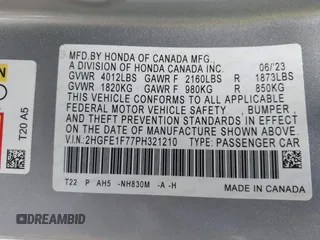 MFD. BY HONDA OF CANADA MFG.
A DIVISION OF HONDA CANADA INC. 06/'23
GVWR 4012LBS GAWR F 2160LBS R 1873LBS
GVWR 1820KG GAWR F 980KG R 850KG
THIS VEHICLE CONFORMS TO ALL APPLICABLE
FEDERAL MOTOR VEHICLE SAFETY, BUMPER,
AND THEFT PREVENTION STANDARDS IN EFFECT
ON THE DATE OF MANUFACTURE SHOWN ABOVE.
V.I.N.:2HGFE1F77PH321210 TYPE: PASSENGER CAR
T22 P AH5 -NH830M -A -H
MADE IN CANADA
T20 A5
DREAMBID
dreambid.com